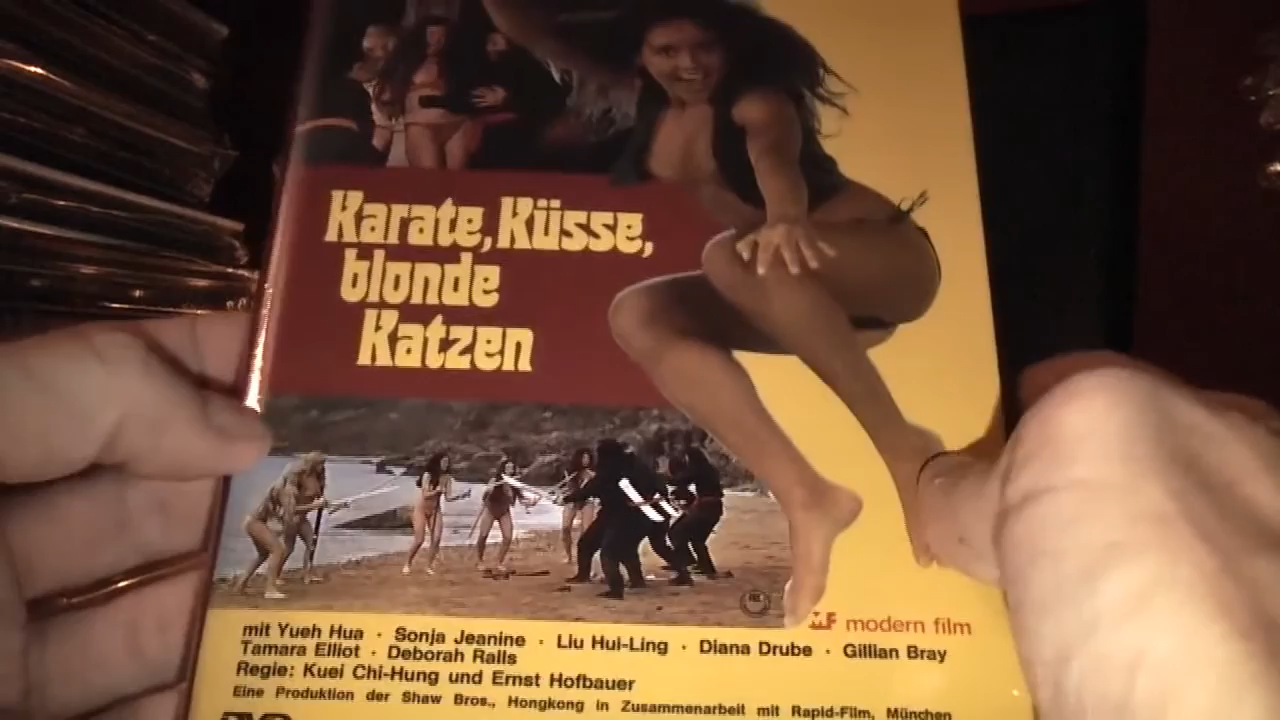 Karate, Küsse,
blonde
Katzen
MF modern film
mit Yueh Hua · Sonja Jeanine · Liu Hui-Ling · Diana Drube · Gillian Bray
Tamara Elliot · Deborah Ralls
Regie: Kuei Chi-Hung und Ernst Hofbauer
Eine Produktion der Shaw Bros., Hongkong in Zusammenarbeit mit Rapid-Film, München
DVD